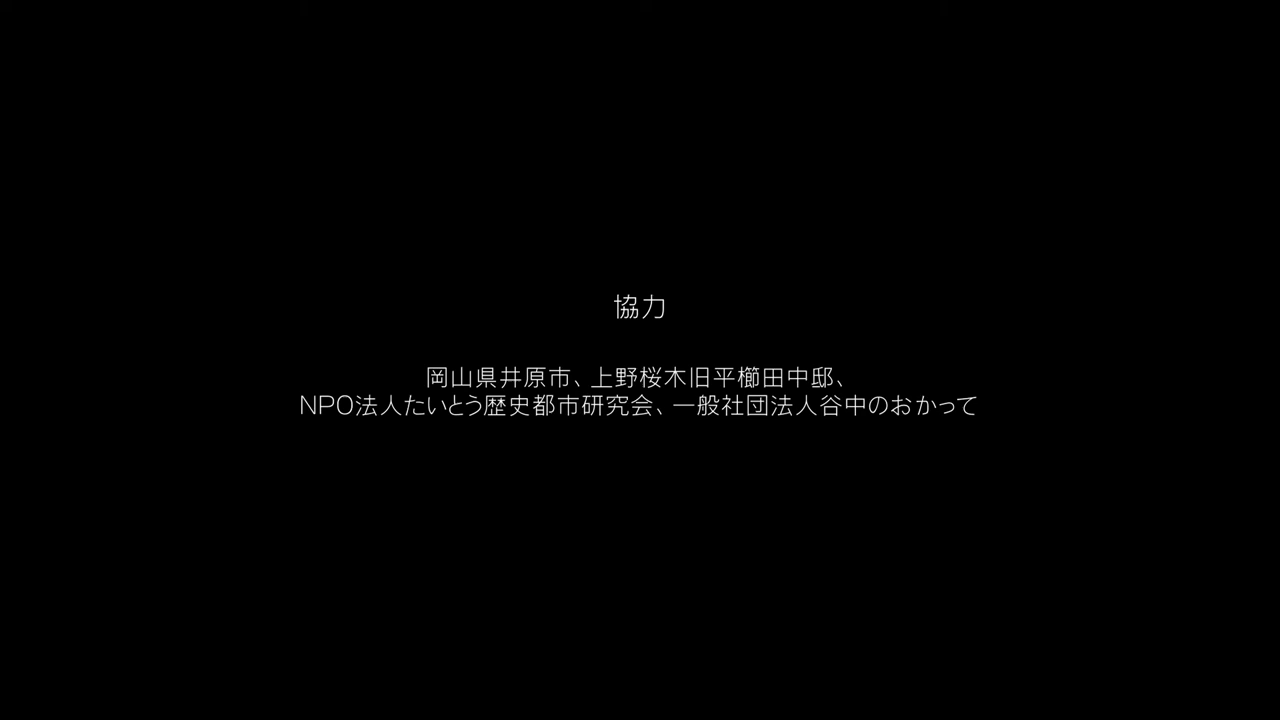 協力
岡山県井原市、上野桜木旧平櫛田中邸、
NPO法人たいとう歴史都市研究会、一般社団法人谷中のおかって